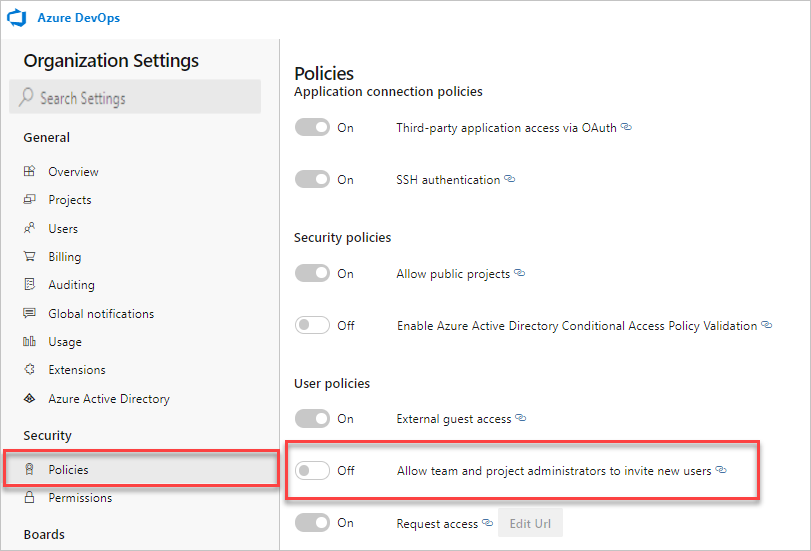 Azure DevOps
Organization Settings
Search Settings
General
Overview
Projects
Users
Billing
Auditing
Global notifications
Usage
Extensions
Azure Active Directory
Security
Policies
Permissions
Boards
Policies
Application connection policies
On Third-party application access via OAuth
On SSH authentication
Security policies
On Allow public projects
Off Enable Azure Active Directory Conditional Access Policy Validation
User policies
On External guest access
Off Allow team and project administrators to invite new users
On Request access Edit Url